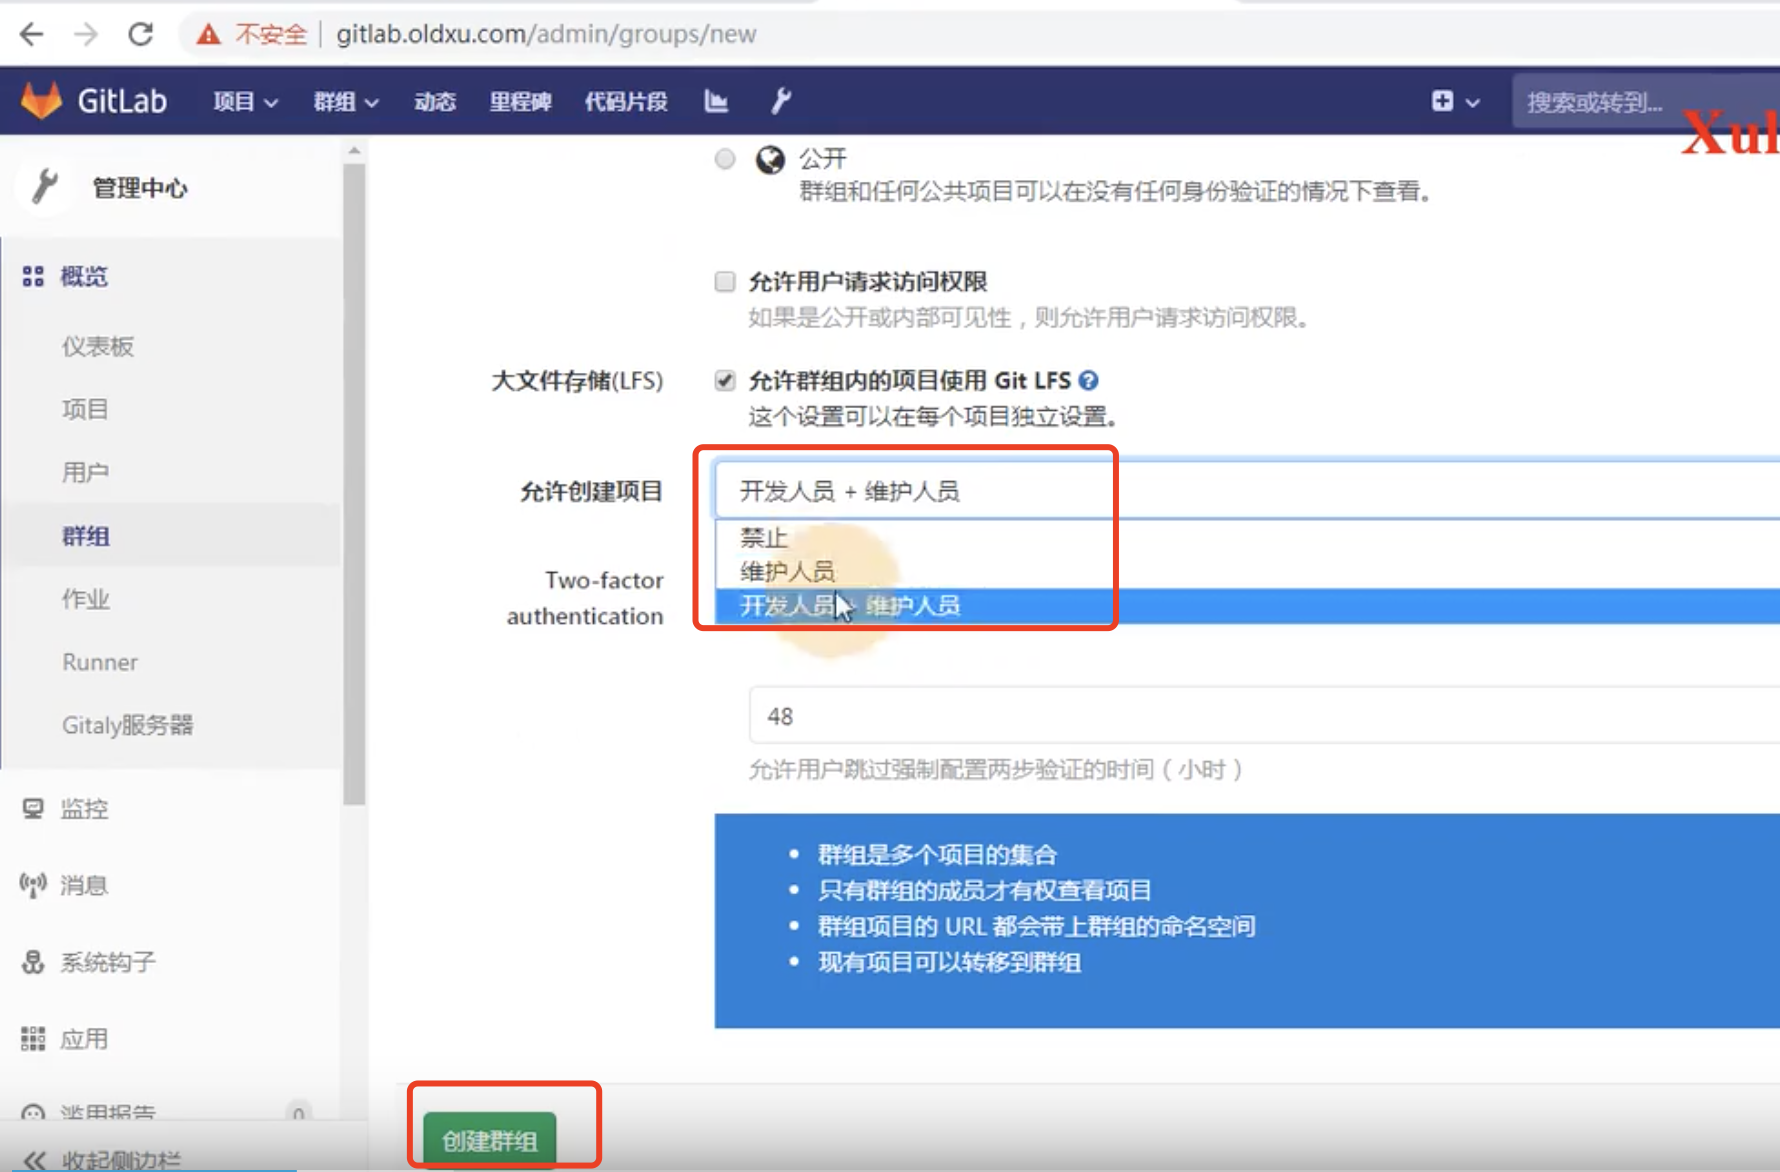 不安全 gitlab.oldxu.com/admin/groups/new
GitLab 项目 群组 动态 里程碑 代码片段 搜索或转到...
Xul
管理中心
概览
仪表板
项目
用户
群组
作业
Runner
Gitaly服务器
监控
消息
系统钩子
应用
滥用报告 0
收起侧边栏
公开
群组和任何公共项目可以在没有任何身份验证的情况下查看。
允许用户请求访问权限
如果是公开或内部可见性，则允许用户请求访问权限。
大文件存储(LFS) 允许群组内的项目使用 Git LFS
这个设置可以在每个项目独立设置。
允许创建项目 开发人员 + 维护人员
禁止
维护人员
开发人员 + 维护人员
Two-factor
authentication
48
允许用户跳过强制配置两步验证的时间（小时）
• 群组是多个项目的集合
• 只有群组的成员才有权查看项目
• 群组项目的 URL 都会带上群组的命名空间
• 现有项目可以转移到群组
创建群组